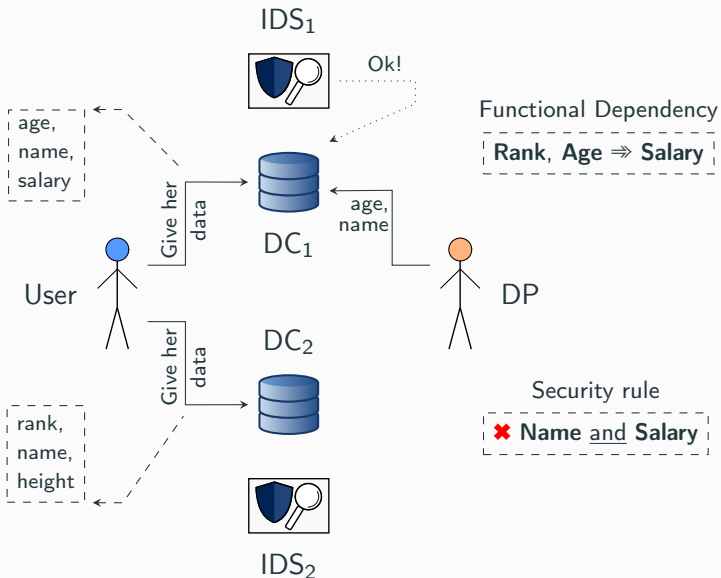 IDS₁
Ok!
age,
name,
salary
Functional Dependency
Rank, Age ↠ Salary
Give her
data
age,
name
DC₁
User
DP
DC₂
Give her
data
Security rule
✖ Name and Salary
rank,
name,
height
IDS₂